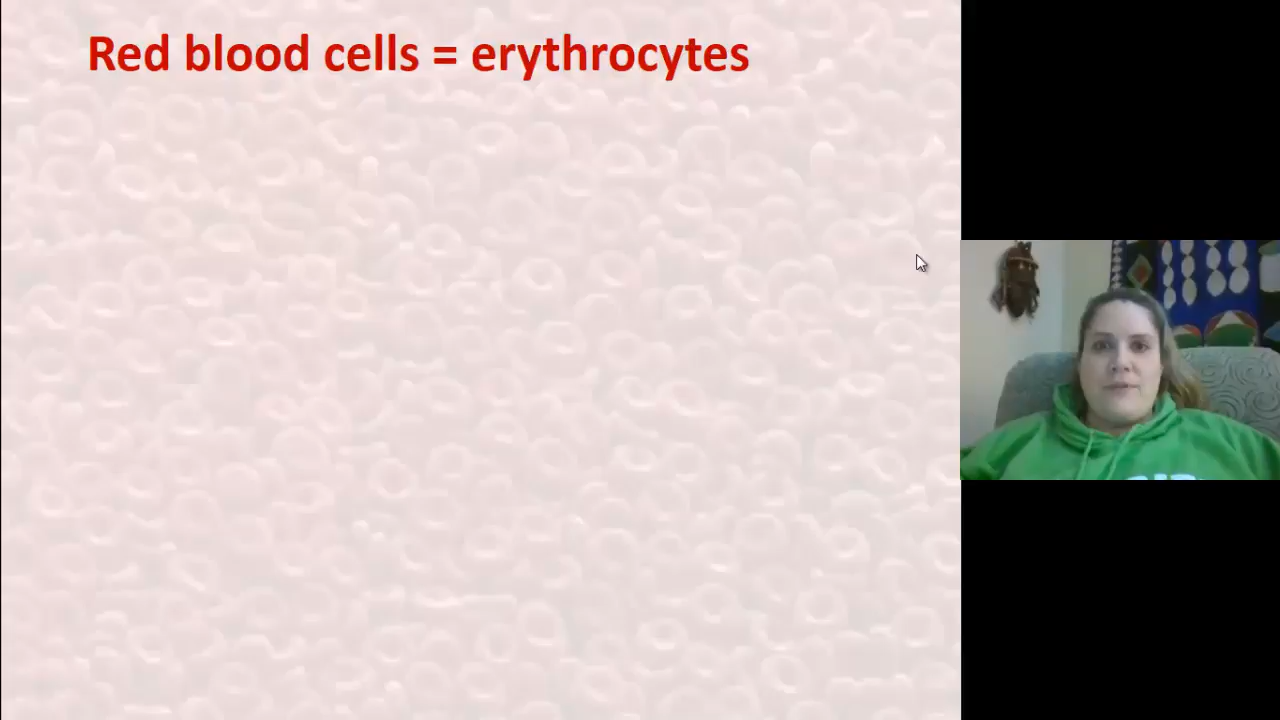 Red blood cells = erythrocytes